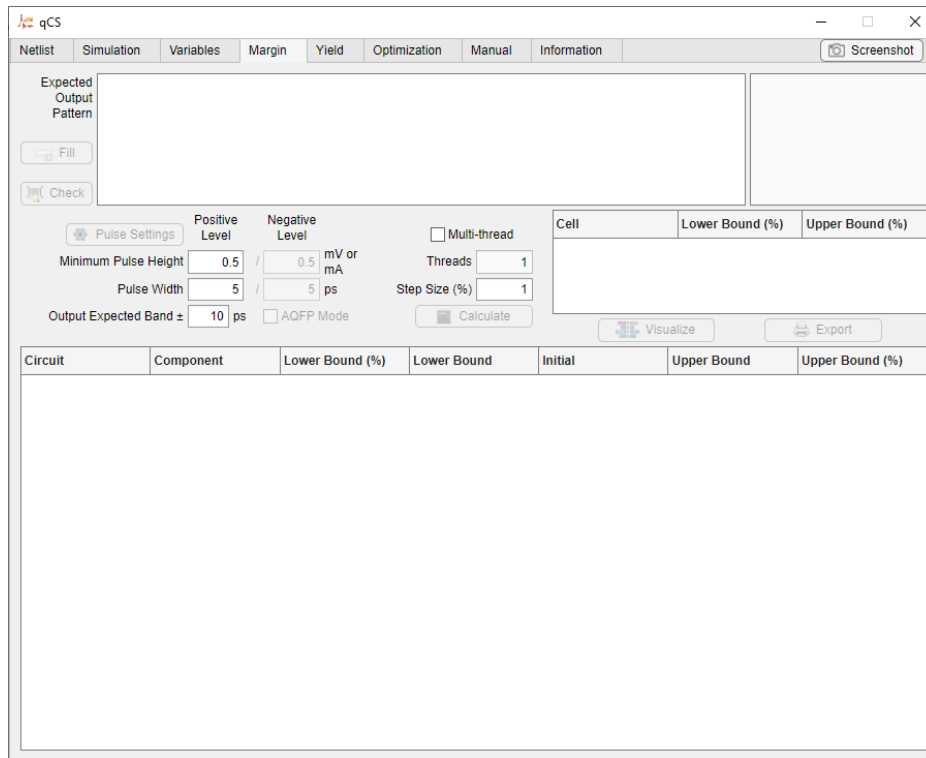 qCS
Netlist Simulation Variables Margin Yield Optimization Manual Information Screenshot
Expected
Output
Pattern
Fill
Check
Pulse Settings
Positive
Level
Negative
Level
Multi-thread
Minimum Pulse Height 0.5 / 0.5 mV or
mA
Threads 1
Pulse Width 5 / 5 ps
Step Size (%) 1
Output Expected Band ± 10 ps AQFP Mode
Calculate
Cell Lower Bound (%) Upper Bound (%)
Visualize Export
Circuit Component Lower Bound (%) Lower Bound Initial Upper Bound Upper Bound (%)